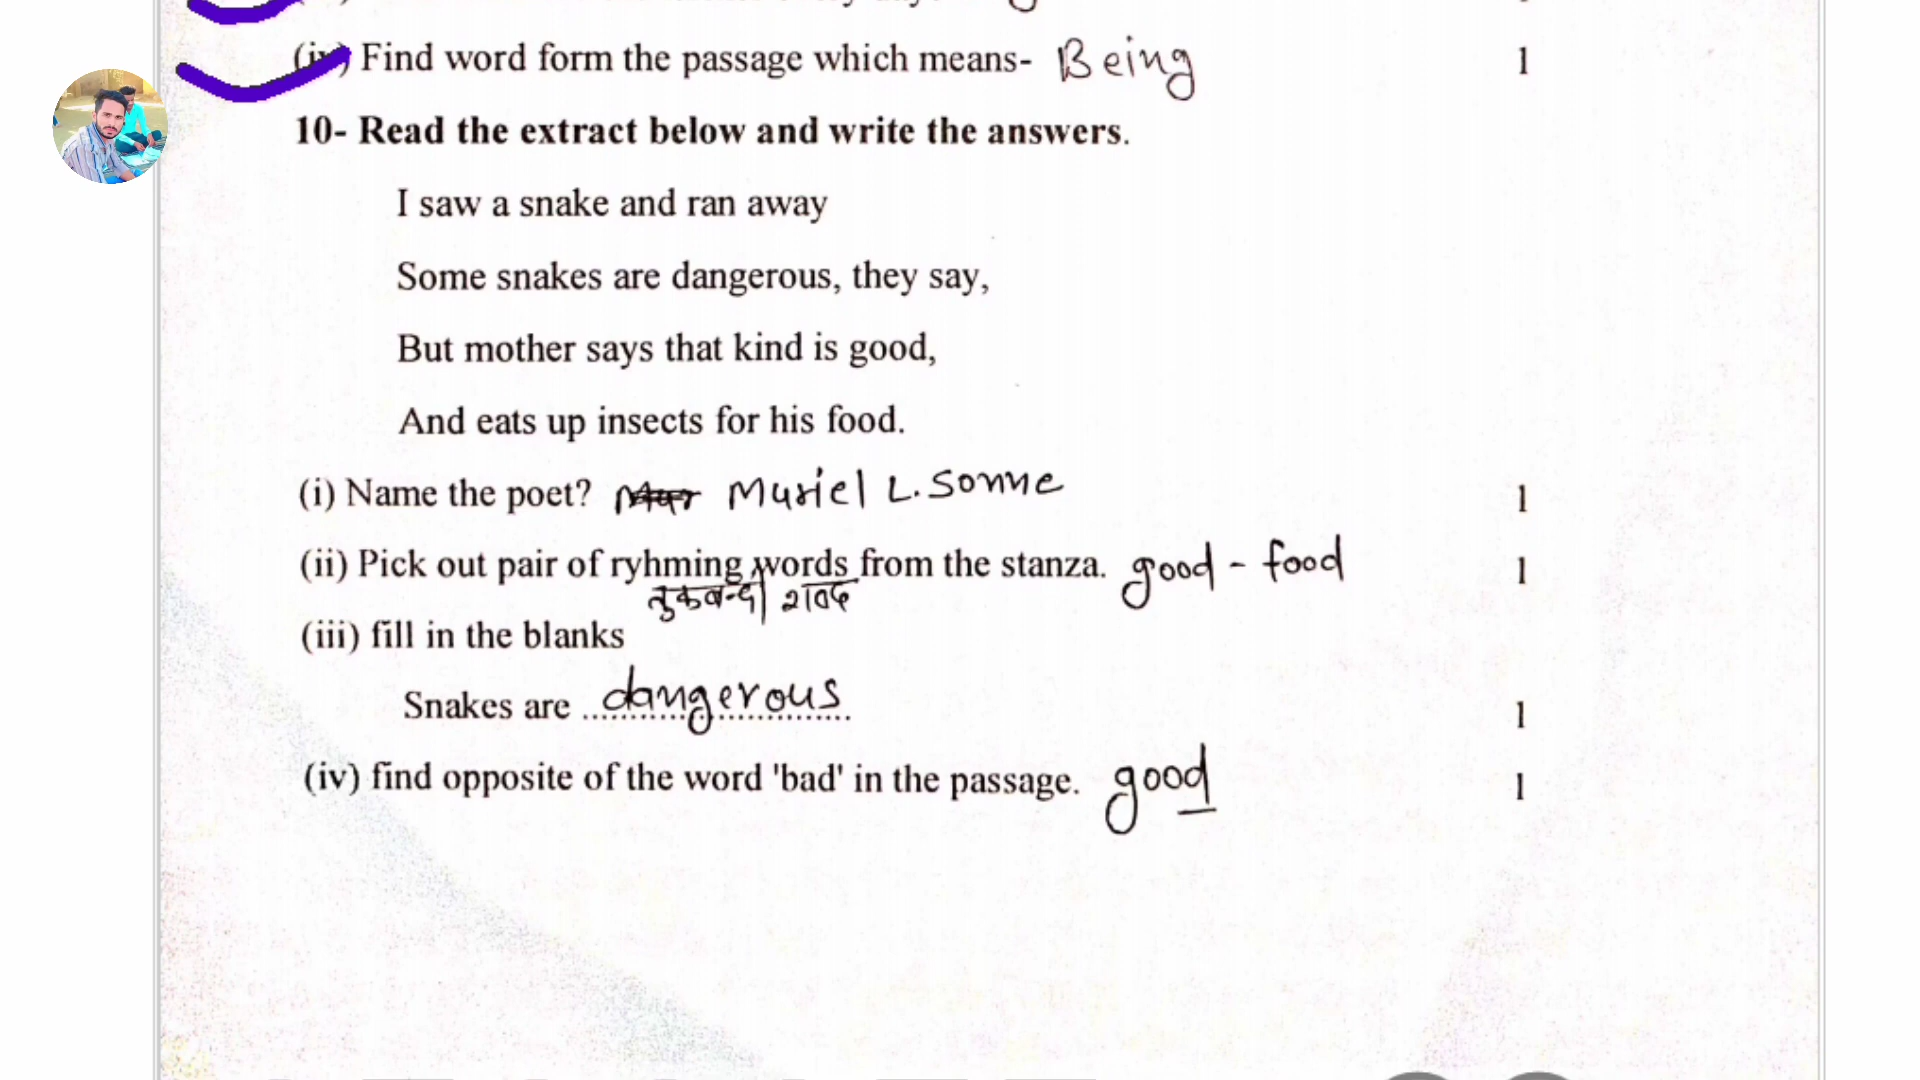 (iv) Find word form the passage which means- Being 1
10- Read the extract below and write the answers.
I saw a snake and ran away
Some snakes are dangerous, they say,
But mother says that kind is good,
And eats up insects for his food.
(i) Name the poet? Muriel L. Sonne 1
(ii) Pick out pair of ryhming words from the stanza. good - food 1
तुकबन्दी शब्द
(iii) fill in the blanks
Snakes are dangerous 1
(iv) find opposite of the word 'bad' in the passage. good 1